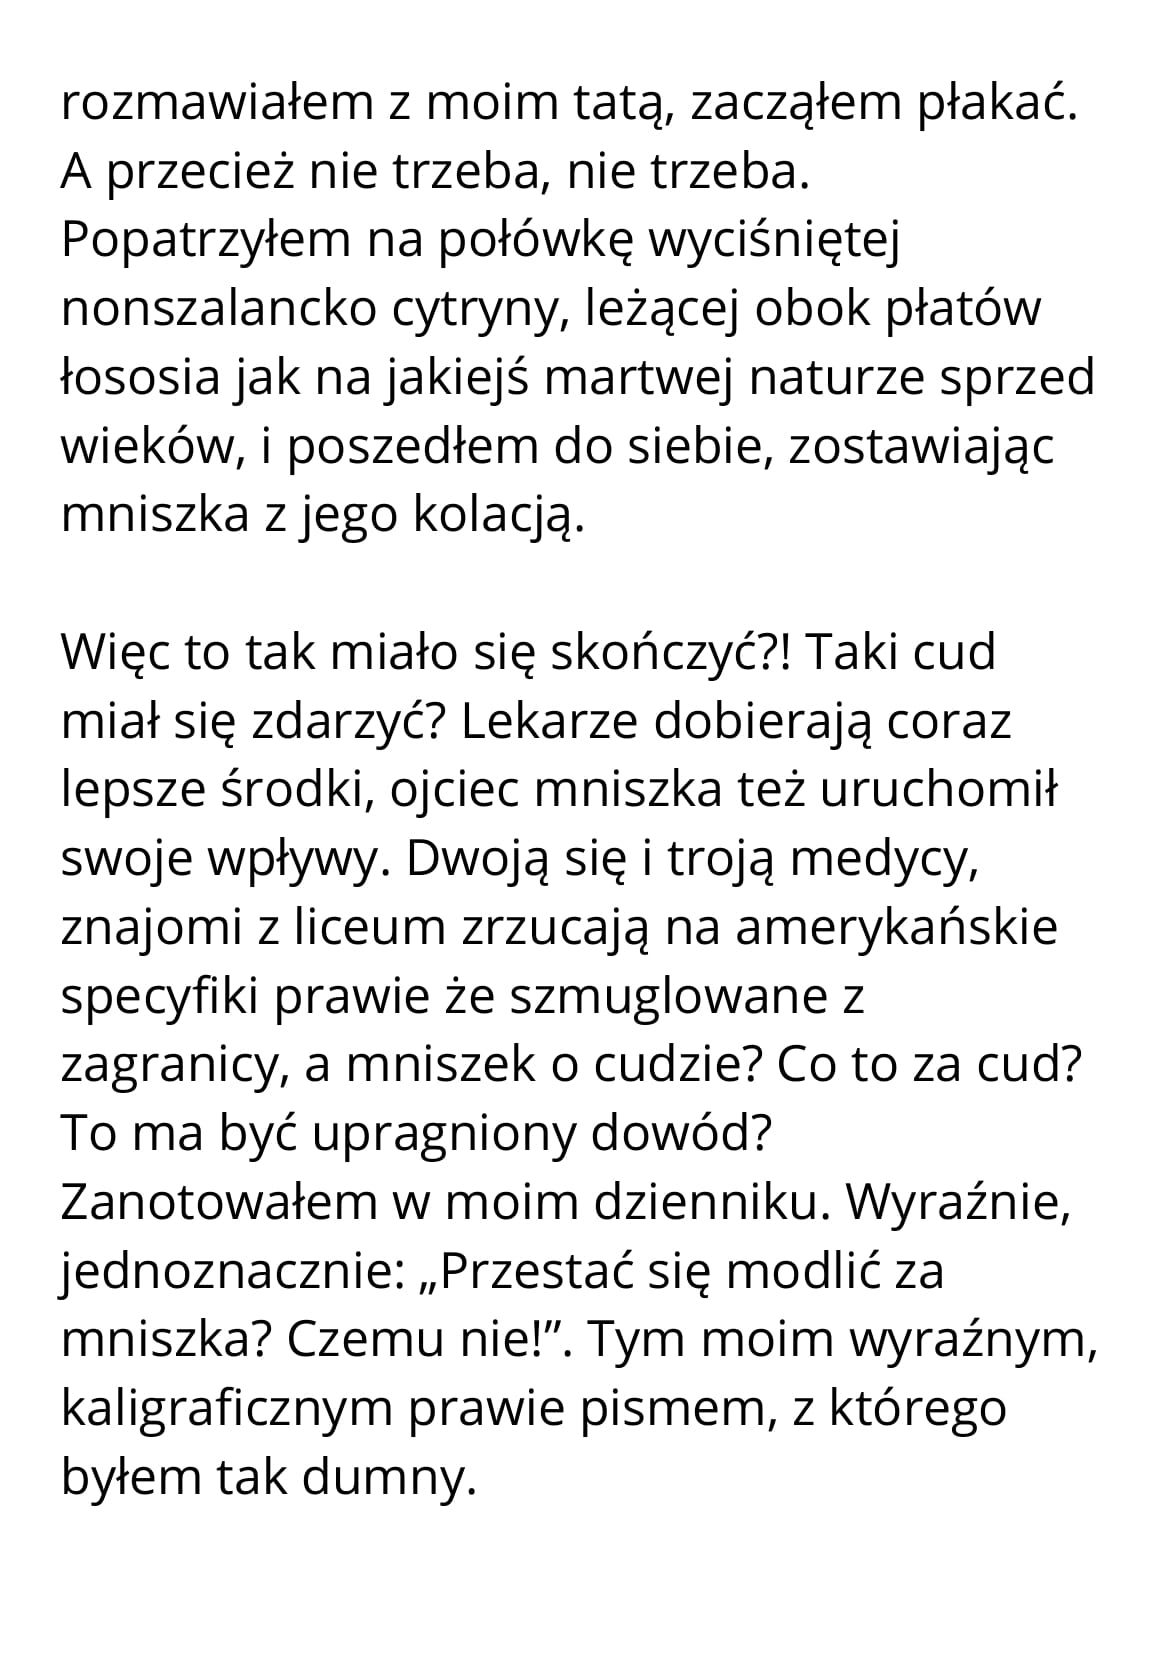 rozmawiałem z moim tatą, zacząłem płakać.
A przecież nie trzeba, nie trzeba.
Popatrzyłem na połówkę wyciśniętej
nonszalancko cytryny, leżącej obok płatów
łososia jak na jakiejś martwej naturze sprzed
wieków, i poszedłem do siebie, zostawiając
mniszka z jego kolacją.

Więc to tak miało się skończyć?! Taki cud
miał się zdarzyć? Lekarze dobierają coraz
lepsze środki, ojciec mniszka też uruchomił
swoje wpływy. Dwoją się i troją medycy,
znajomi z liceum zrzucają na amerykańskie
specyfiki prawie że szmuglowane z
zagranicy, a mniszek o cudzie? Co to za cud?
To ma być upragniony dowód?
Zanotowałem w moim dzienniku. Wyraźnie,
jednoznacznie: „Przestać się modlić za
mniszka? Czemu nie!”. Tym moim wyraźnym,
kaligraficznym prawie pismem, z którego
byłem tak dumny.